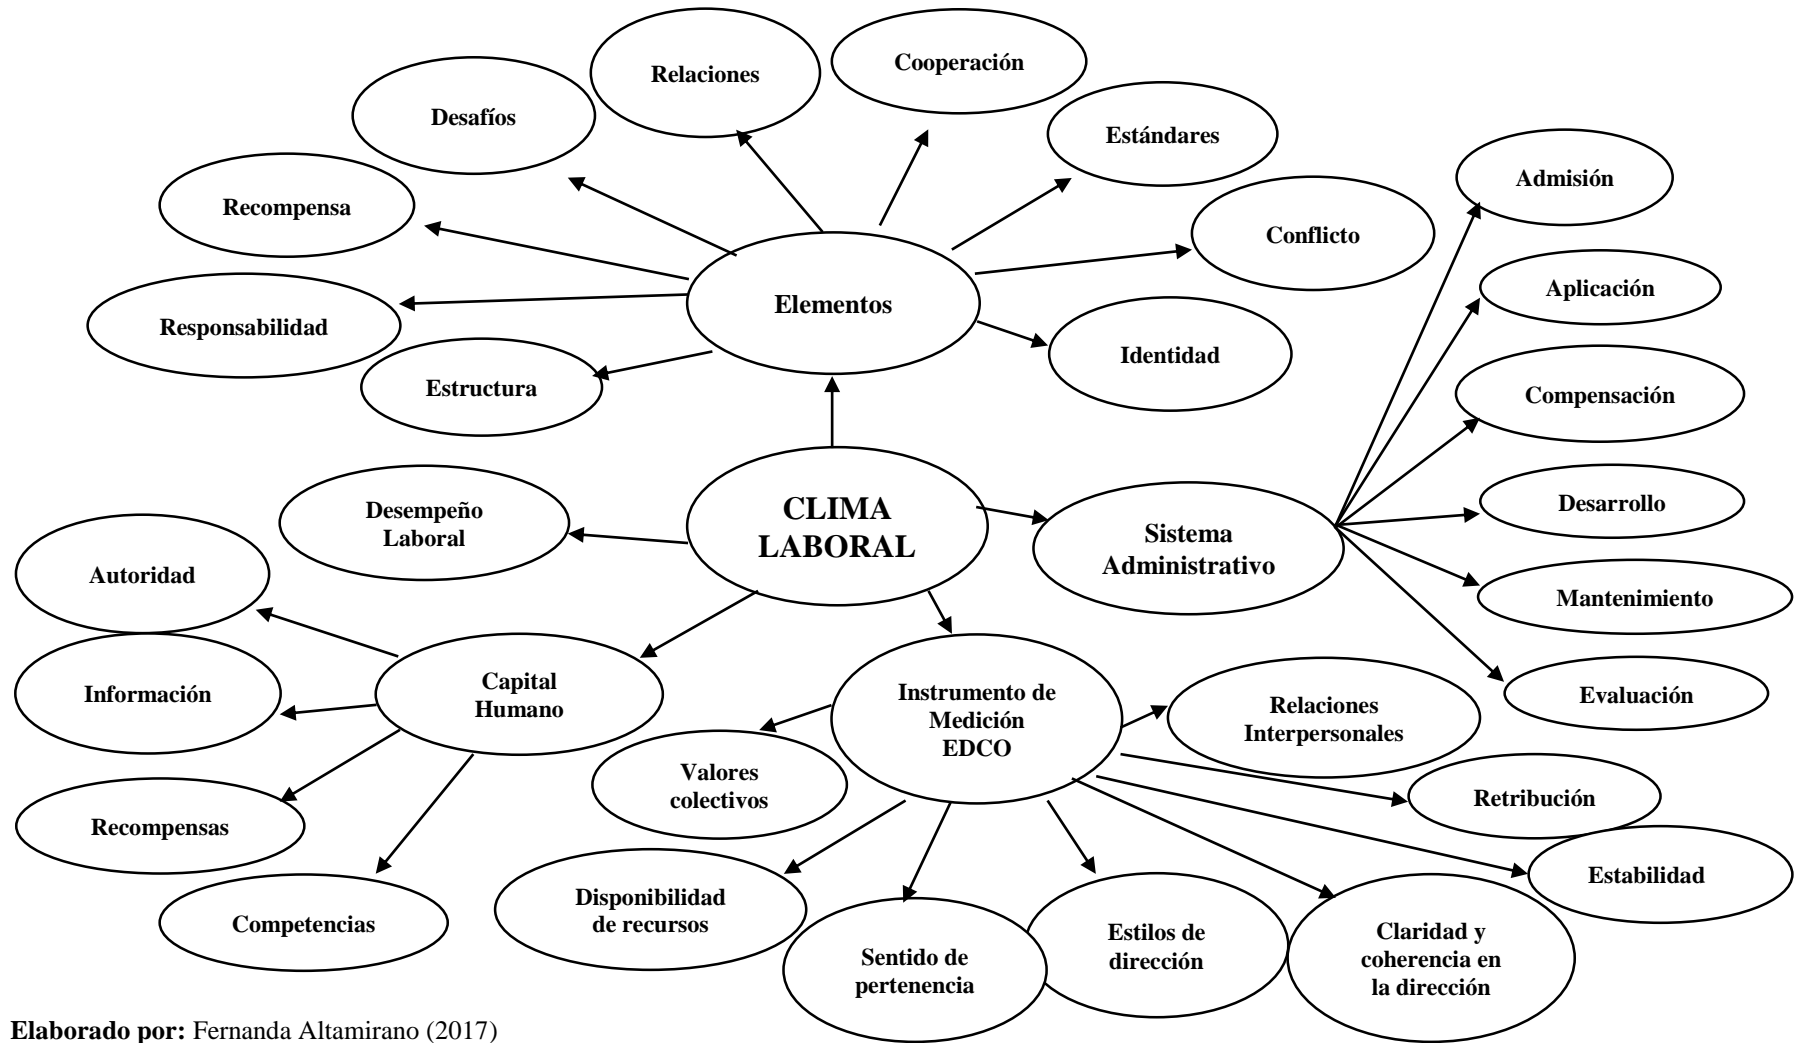 Relaciones
Cooperación
Desafíos
Estándares
Recompensa
Admisión
Conflicto
Responsabilidad
Elementos
Aplicación
Estructura
Identidad
Compensación
Desempeño
Laboral
CLIMA
LABORAL
Sistema
Administrativo
Desarrollo
Mantenimiento
Evaluación
Autoridad
Información
Capital
Humano
Recompensas
Competencias
Instrumento de
Medición
EDCO
Relaciones
Interpersonales
Valores
colectivos
Retribución
Estabilidad
Disponibilidad
de recursos
Sentido de
pertenencia
Estilos de
dirección
Claridad y
coherencia en
la dirección
Elaborado por: Fernanda Altamirano (2017)